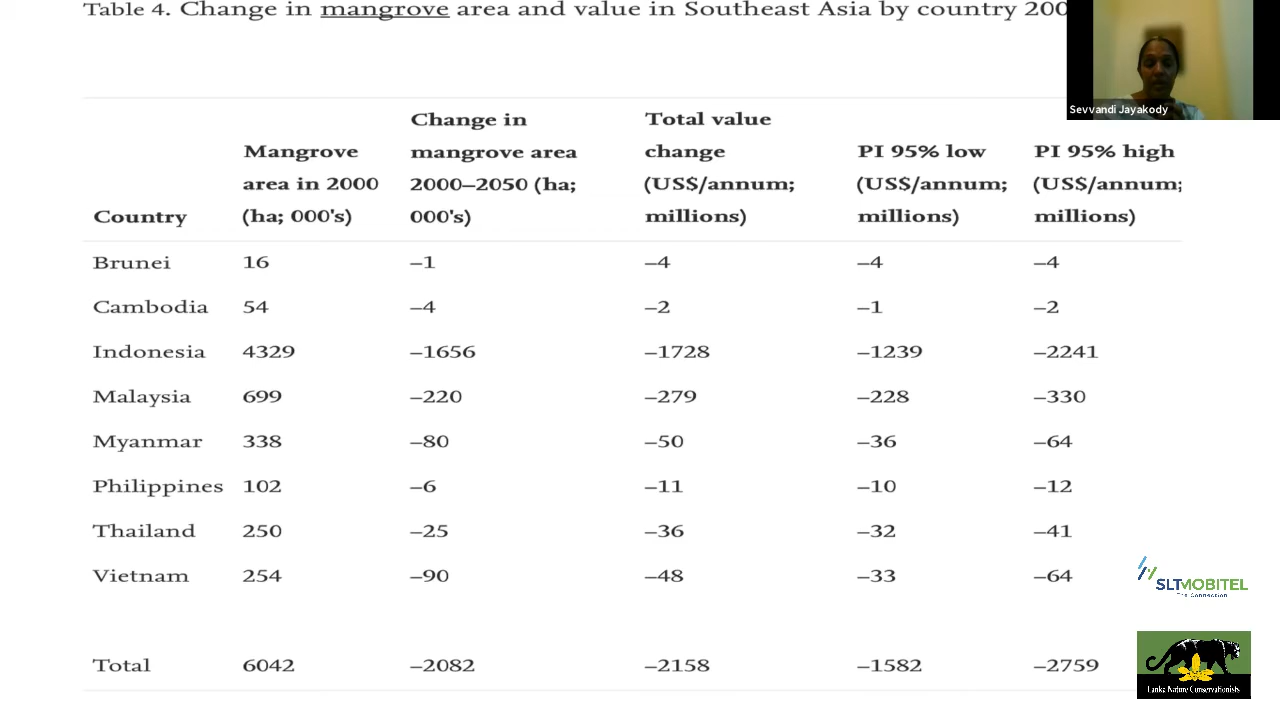 Table 4. Change in mangrove area and value in Southeast Asia by country 200
Sevvandi Jayakody
Country Mangrove area in 2000 (ha; 000's) Change in mangrove area 2000–2050 (ha; 000's) Total value change (US$/annum; millions) PI 95% low (US$/annum; millions) PI 95% high (US$/annum; millions)
Brunei 16 –1 –4 –4 –4
Cambodia 54 –4 –2 –1 –2
Indonesia 4329 –1656 –1728 –1239 –2241
Malaysia 699 –220 –279 –228 –330
Myanmar 338 –80 –50 –36 –64
Philippines 102 –6 –11 –10 –12
Thailand 250 –25 –36 –32 –41
Vietnam 254 –90 –48 –33 –64
Total 6042 –2082 –2158 –1582 –2759
SLTMOBITEL
The Connection
Lanka Nature Conservationists